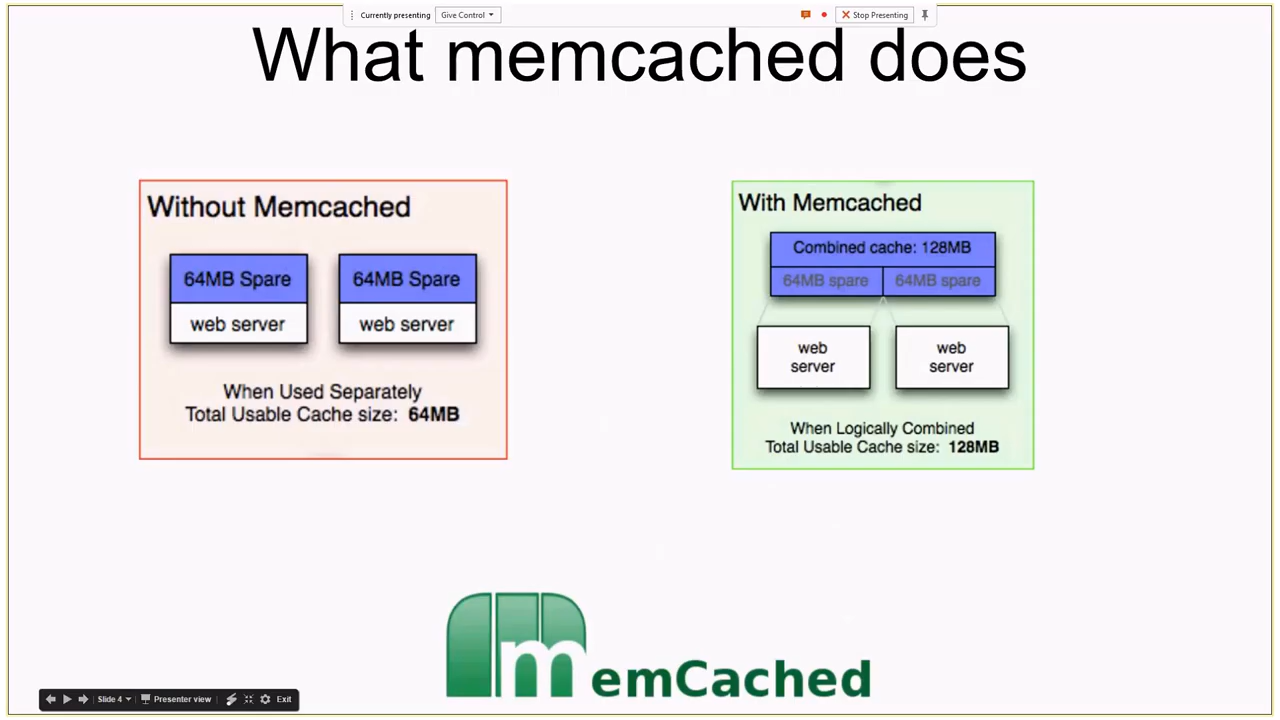 Currently presenting
Give Control
Stop Presenting
What memcached does
Without Memcached
64MB Spare
web server
64MB Spare
web server
When Used Separately
Total Usable Cache size: 64MB
With Memcached
Combined cache: 128MB
64MB spare
64MB spare
web
server
web
server
When Logically Combined
Total Usable Cache size: 128MB
memCached
Slide 4
Presenter view
Exit